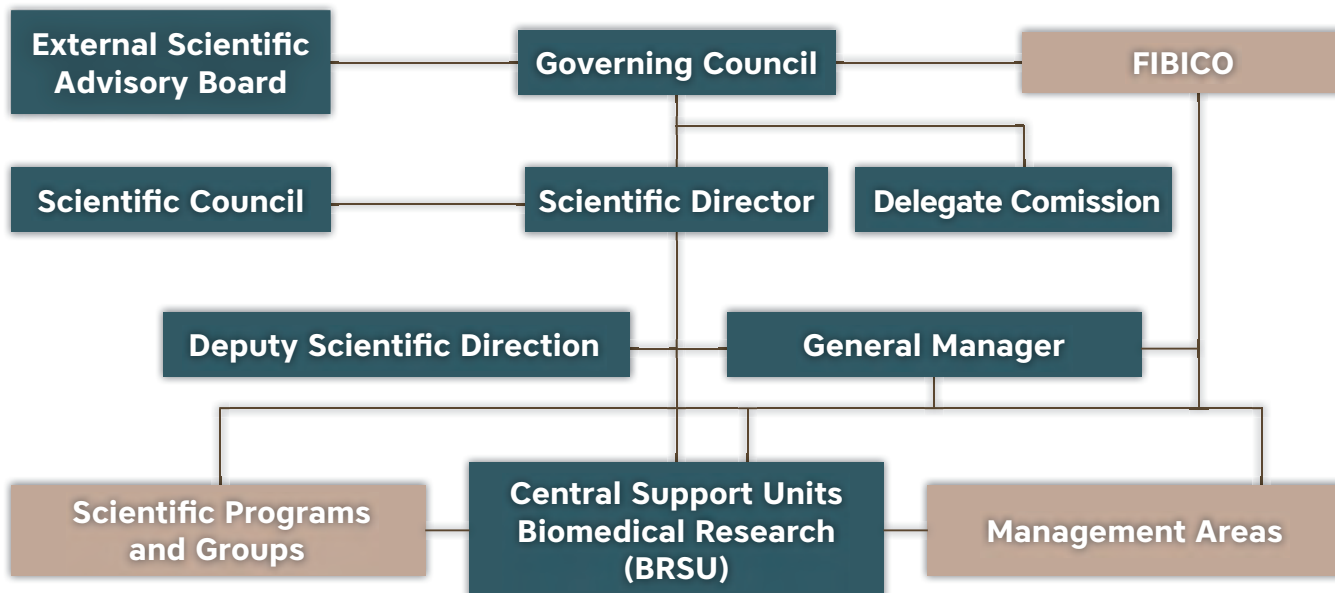 External Scientific
Advisory Board
Governing Council
FIBICO
Scientific Council
Scientific Director
Delegate Comission
Deputy Scientific Direction
General Manager
Scientific Programs
and Groups
Central Support Units
Biomedical Research
(BRSU)
Management Areas